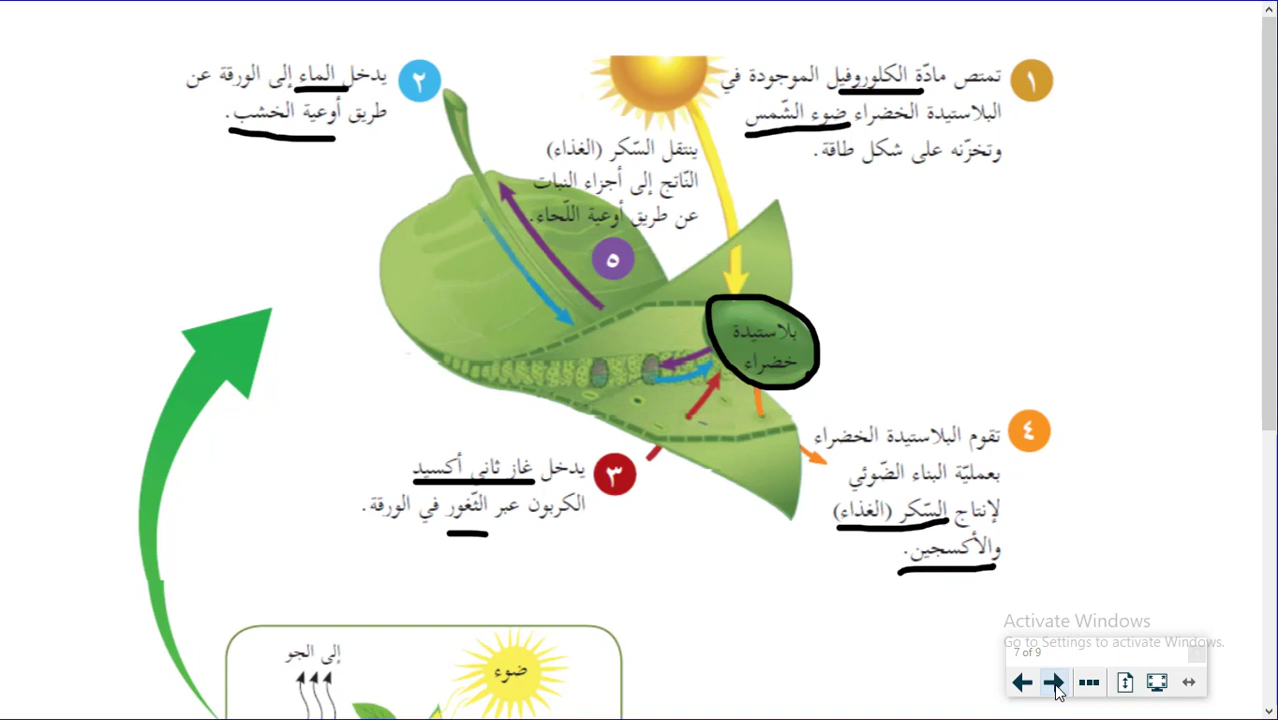 ١
تمتص مادّة الكلوروفيل الموجودة في
البلاستيدة الخضراء ضوء الشّمس
وتخزّنه على شكل طاقة.
٢
يدخل الماء إلى الورقة عن
طريق أوعية الخشب.
ينتقل السّكر (الغذاء)
النّاتج إلى أجزاء النبات
عن طريق أوعية اللّحاء.
٥
بلاستيدة
خضراء
٣
يدخل غاز ثاني أكسيد
الكربون عبر الثّغور في الورقة.
٤
تقوم البلاستيدة الخضراء
بعمليّة البناء الضّوئي
لإنتاج السّكر (الغذاء)
والأكسجين.
إلى الجو
ضوء
Activate Windows
Go to Settings to activate Windows.
7 of 9